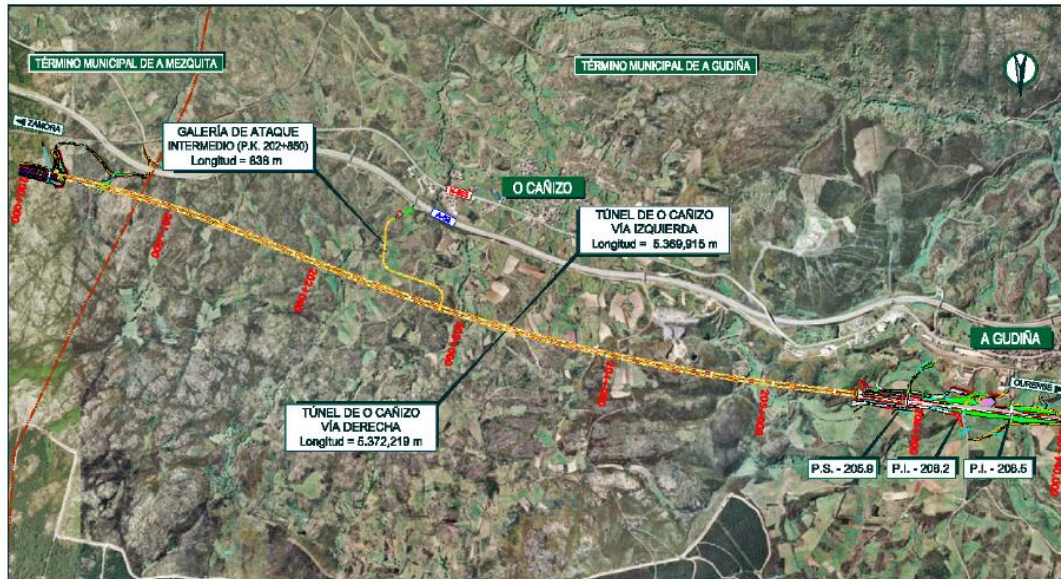 TÉRMINO MUNICIPAL DE A MEZQUITA
TÉRMINO MUNICIPAL DE A GUDIÑA
ZAMORA
GALERÍA DE ATAQUE
INTERMEDIO (P.K. 202+850)
Longitud = 638 m
O CAÑIZO
TÚNEL DE O CAÑIZO
VÍA IZQUIERDA
Longitud = 5.369,915 m
A GUDIÑA
OURENSE
TÚNEL DE O CAÑIZO
VÍA DERECHA
Longitud = 5.372,219 m
P.S. - 205.9
P.I. - 206.2
P.I. - 206.5